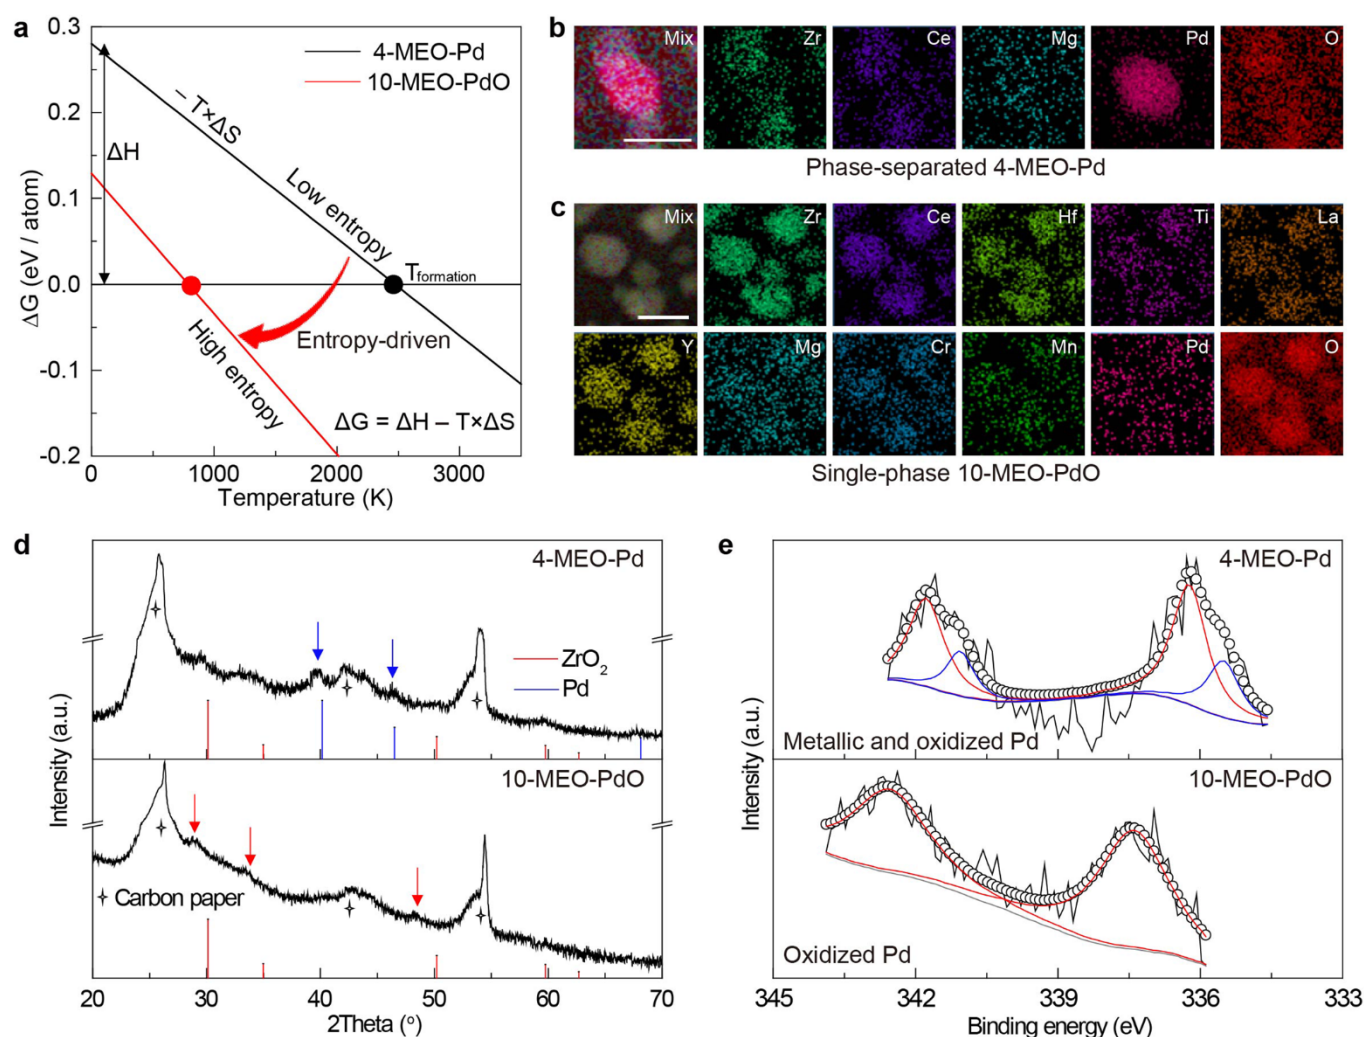 a
0.3
0.2
0.1
0.0
-0.1
-0.2
ΔG (eV / atom)
0
1000
2000
3000
Temperature (K)
4-MEO-Pd
10-MEO-PdO
ΔH
– T×ΔS
Low entropy
T formation
Entropy-driven
High entropy
ΔG = ΔH – T×ΔS
b
Mix
Zr
Ce
Mg
Pd
O
Phase-separated 4-MEO-Pd
c
Mix
Zr
Ce
Hf
Ti
La
Y
Mg
Cr
Mn
Pd
O
Single-phase 10-MEO-PdO
d
4-MEO-Pd
ZrO2
Pd
10-MEO-PdO
Carbon paper
Intensity (a.u.)
20
30
40
50
60
70
2Theta (°)
e
4-MEO-Pd
Metallic and oxidized Pd
10-MEO-PdO
Oxidized Pd
Intensity (a.u.)
345
342
339
336
333
Binding energy (eV)